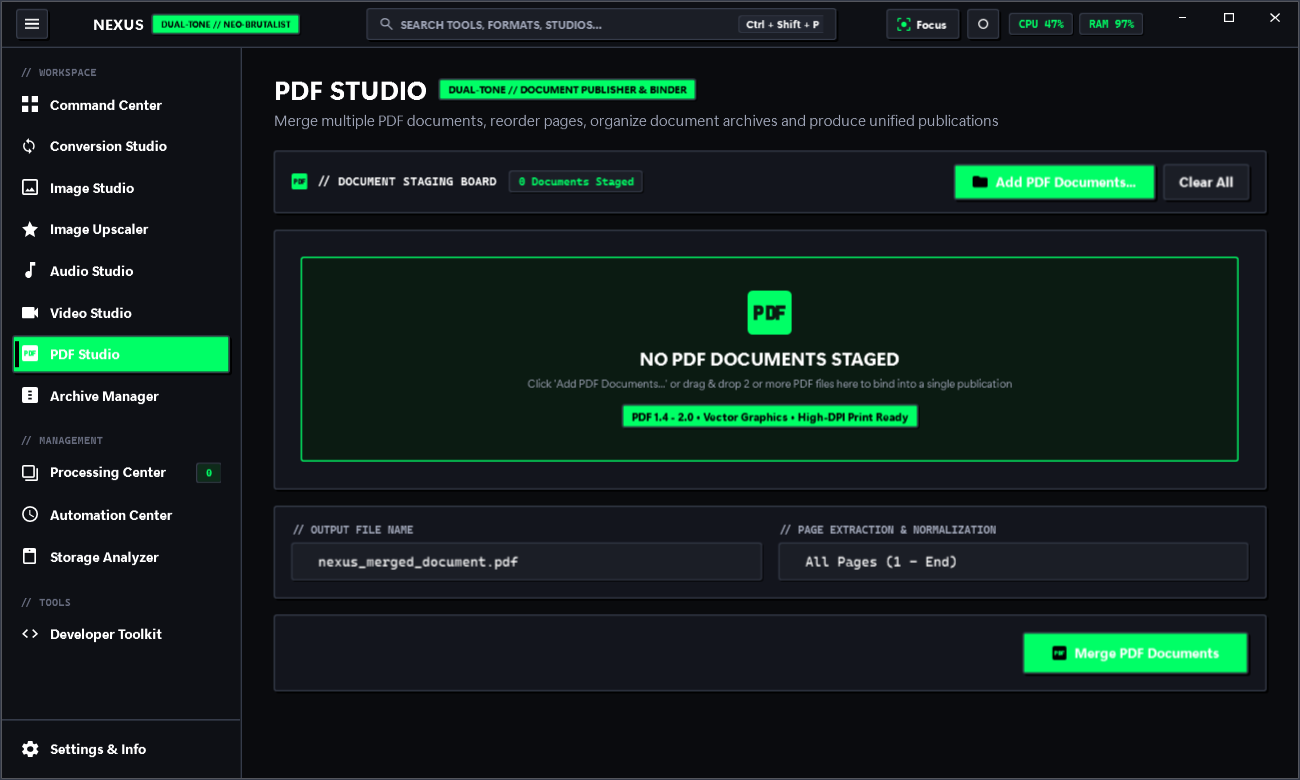 NEXUS DUAL-TONE // NEO-BRUTALIST SEARCH TOOLS, FORMATS, STUDIOS... Ctrl + Shift + P Focus CPU 47% RAM 97%
// WORKSPACE
Command Center
Conversion Studio
Image Studio
Image Upscaler
Audio Studio
Video Studio
PDF PDF Studio
Archive Manager
// MANAGEMENT
Processing Center 0
Automation Center
Storage Analyzer
// TOOLS
Developer Toolkit
Settings & Info
PDF STUDIO DUAL-TONE // DOCUMENT PUBLISHER & BINDER
Merge multiple PDF documents, reorder pages, organize document archives and produce unified publications
PDF // DOCUMENT STAGING BOARD 0 Documents Staged Add PDF Documents... Clear All
PDF
NO PDF DOCUMENTS STAGED
Click 'Add PDF Documents...' or drag & drop 2 or more PDF files here to bind into a single publication
PDF 1.4 - 2.0 • Vector Graphics • High-DPI Print Ready
// OUTPUT FILE NAME // PAGE EXTRACTION & NORMALIZATION
nexus_merged_document.pdf All Pages (1 - End)
PDF Merge PDF Documents